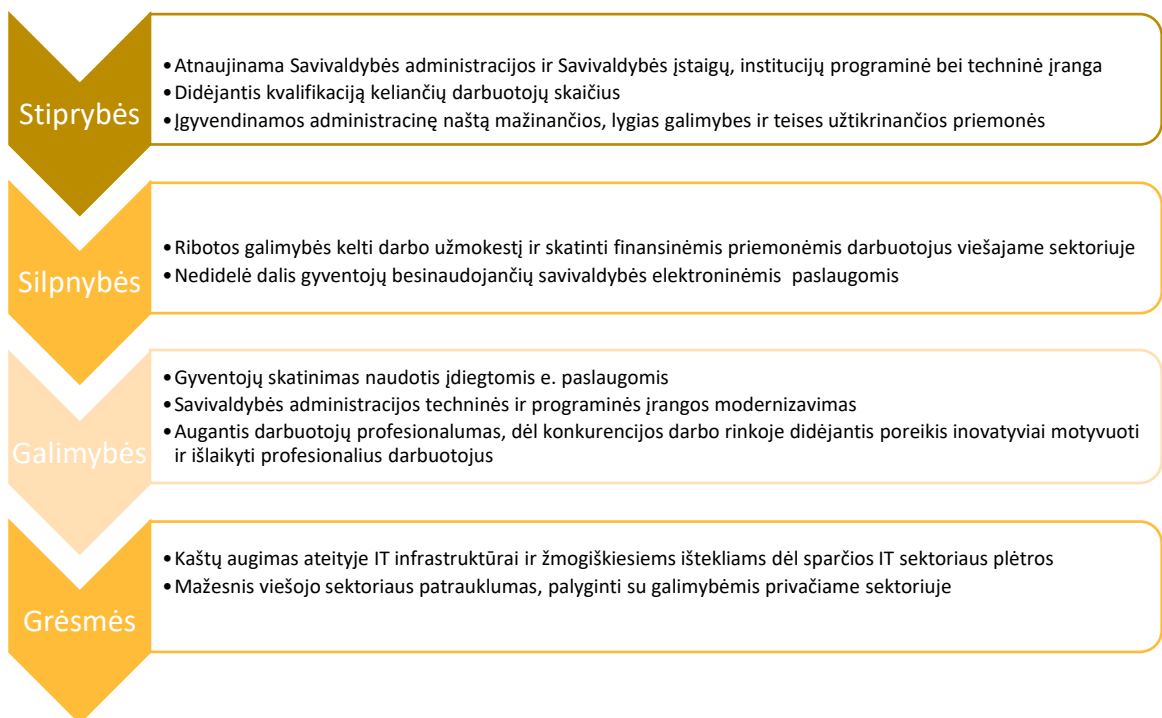 Stiprybės
•Atnaujinama Savivaldybės administracijos ir Savivaldybės įstaigų, institucijų programinė bei techninė įranga
•Didėjantis kvalifikaciją keliančių darbuotojų skaičius
•Įgyvendinamos administracinę naštą mažinančios, lygias galimybes ir teises užtikrinančios priemonės
Silpnybės
•Ribotos galimybės kelti darbo užmokestį ir skatinti finansinėmis priemonėmis darbuotojus viešajame sektoriuje
•Nedidelė dalis gyventojų besinaudojančių savivaldybės elektroninėmis  paslaugomis
Galimybės
•Gyventojų skatinimas naudotis įdiegtomis e. paslaugomis
•Savivaldybės administracijos techninės ir programinės įrangos modernizavimas
•Augantis darbuotojų profesionalumas, dėl konkurencijos darbo rinkoje didėjantis poreikis inovatyviai motyvuoti
ir išlaikyti profesionalius darbuotojus
Grėsmės
•Kaštų augimas ateityje IT infrastruktūrai ir žmogiškiesiems ištekliams dėl sparčios IT sektoriaus plėtros
•Mažesnis viešojo sektoriaus patrauklumas, palyginti su galimybėmis privačiame sektoriuje